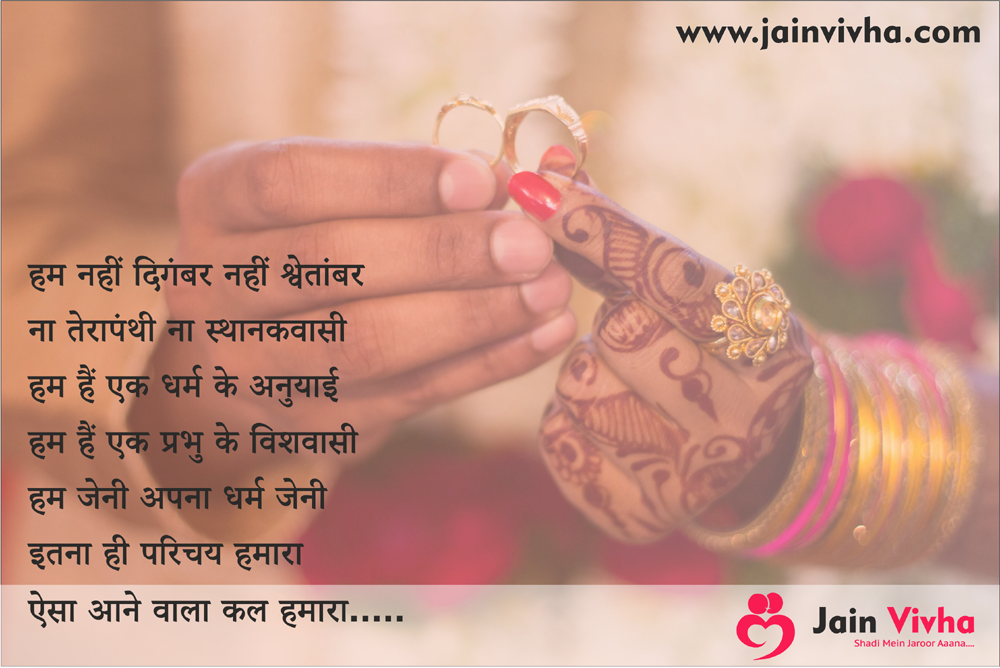 www.jainvivha.com
हम नहीं दिगंबर नहीं श्वेतांबर
ना तेरापंथी ना स्थानकवासी
हम हैं एक धर्म के अनुयाई
हम हैं एक प्रभु के विशवासी
हम जेनी अपना धर्म जेनी
इतना ही परिचय हमारा
ऐसा आने वाला कल हमारा.....
Jain Vivha
Shadi Mein Jaroor Aaana....